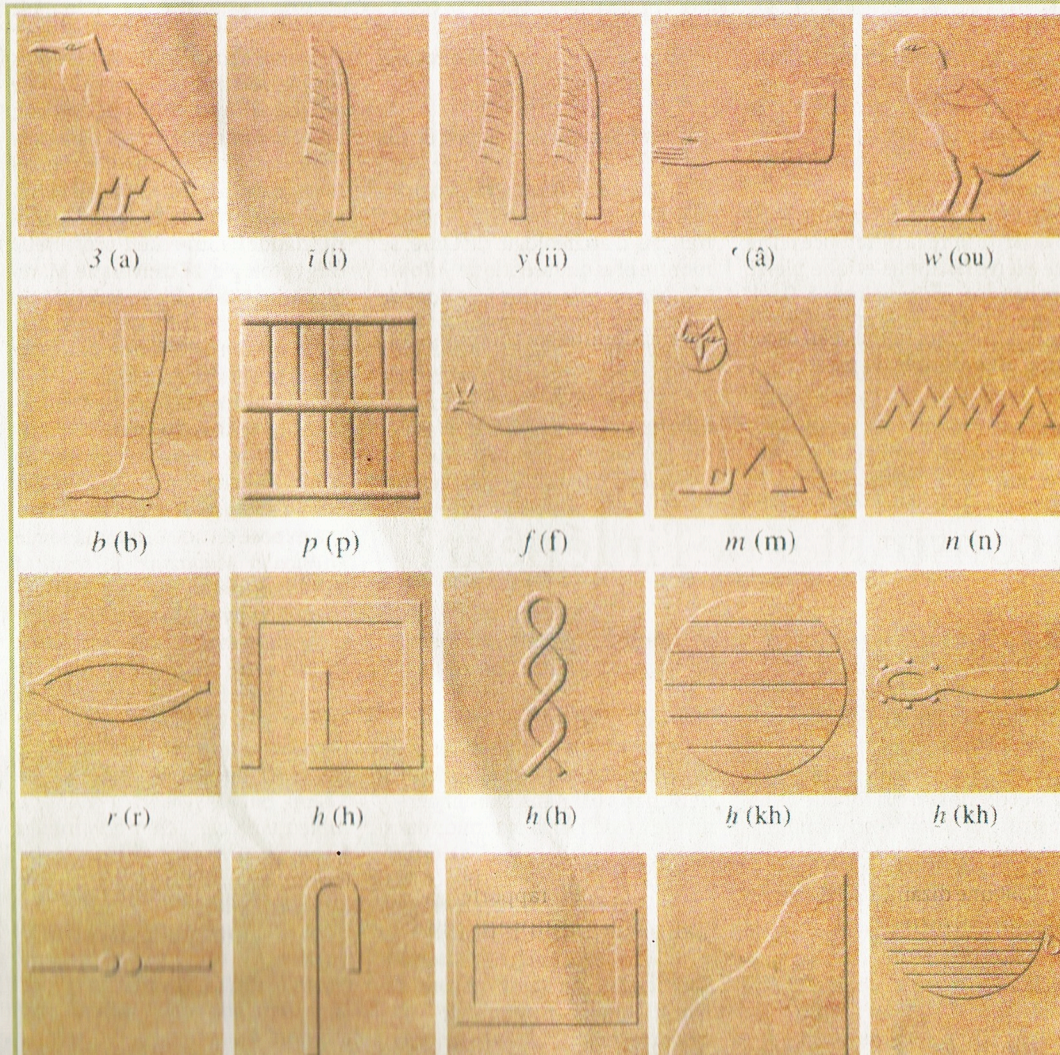 3 (a) ỉ (i) y (ii) ʿ (â) w (ou)
b (b) p (p) f (f) m (m) n (n)
r (r) h (h) ḥ (h) ḫ (kh) ẖ (kh)